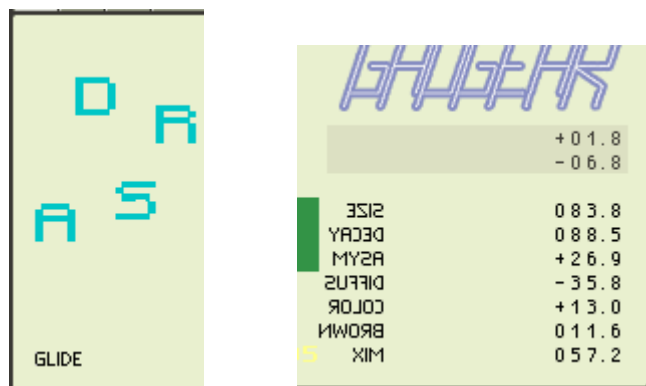 D R
A S
GLIDE
+01.8
-06.8
SIZE 083.8
DECAY 088.5
ASYM +26.9
DIFFUS -35.8
COLOR +13.0
BROWN 011.6
MIX 057.2